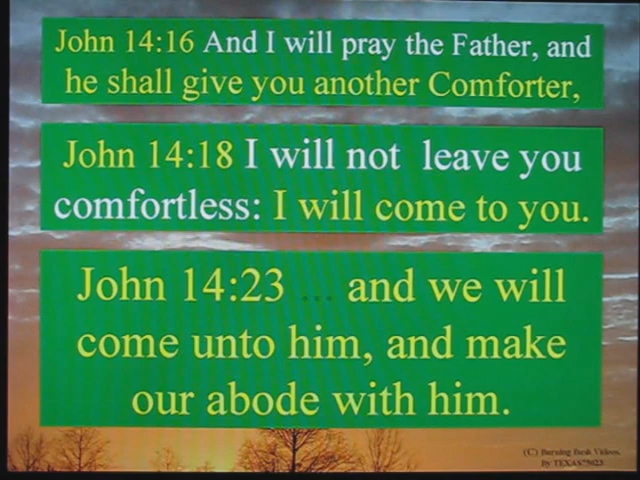 John 14:16 And I will pray the Father, and
he shall give you another Comforter,
John 14:18 I will not leave you
comfortless: I will come to you.
John 14:23 ... and we will
come unto him, and make
our abode with him.
(C) Burning Bush Videos,
By TEXAS75023